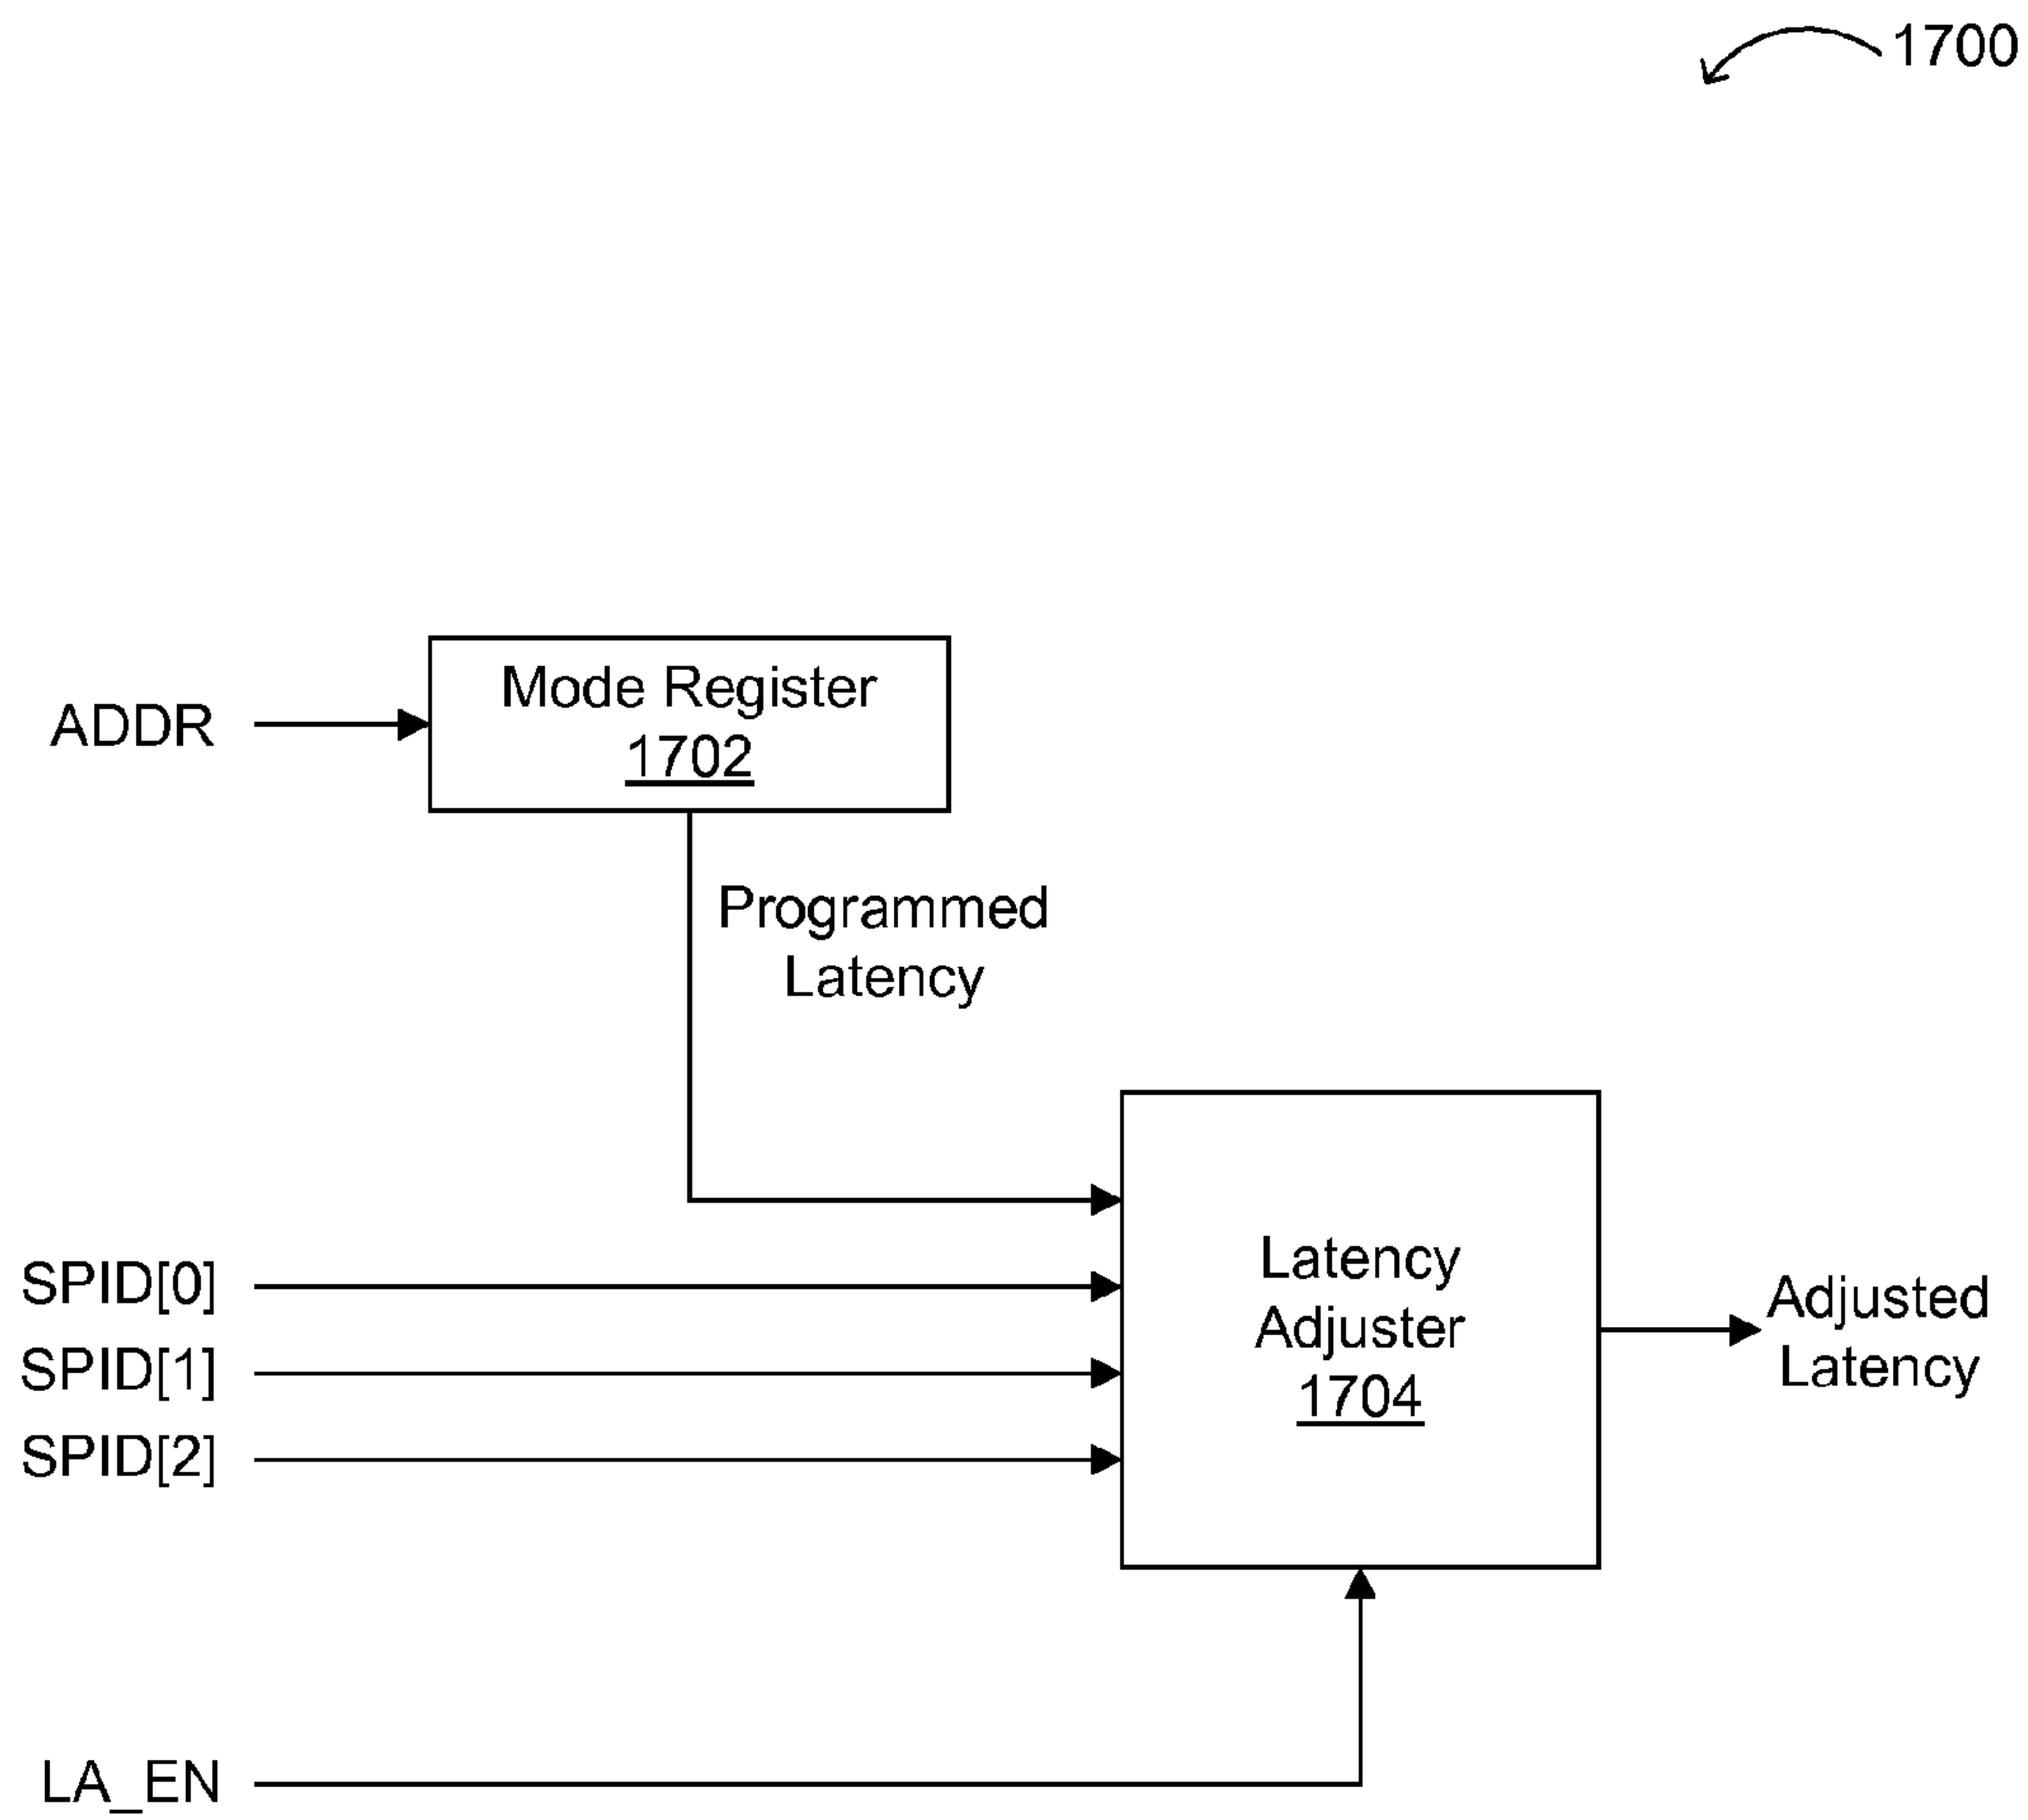 1700
Mode Register
1702
ADDR
Programmed
Latency
SPID[0]
SPID[1]
SPID[2]
Latency
Adjuster
1704
Adjusted
Latency
LA_EN